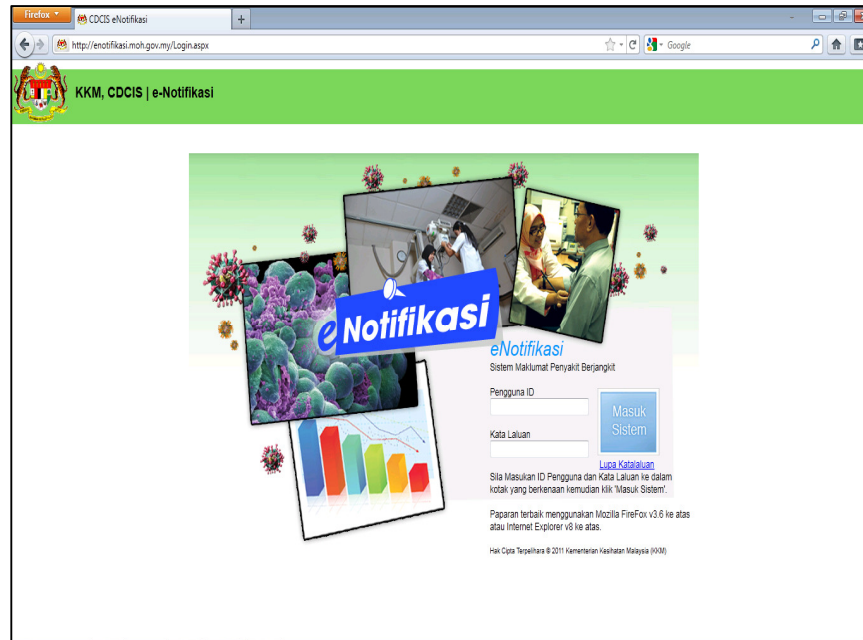 Firefox
CDCIS eNotifikasi
http://enotifikasi.moh.gov.my/Login.aspx
Google
KKM, CDCIS | e-Notifikasi
eNotifikasi
eNotifikasi
Sistem Maklumat Penyakit Berjangkit
Pengguna ID
Masuk
Sistem
Kata Laluan
Lupa Katalaluan
Sila Masukan ID Pengguna dan Kata Laluan ke dalam
kotak yang berkenaan kemudian klik 'Masuk Sistem'.
Paparan terbaik menggunakan Mozilla FireFox v3.6 ke atas
atau Internet Explorer v8 ke atas.
Hak Cipta Terpelihara © 2011 Kementerian Kesihatan Malaysia (KKM)